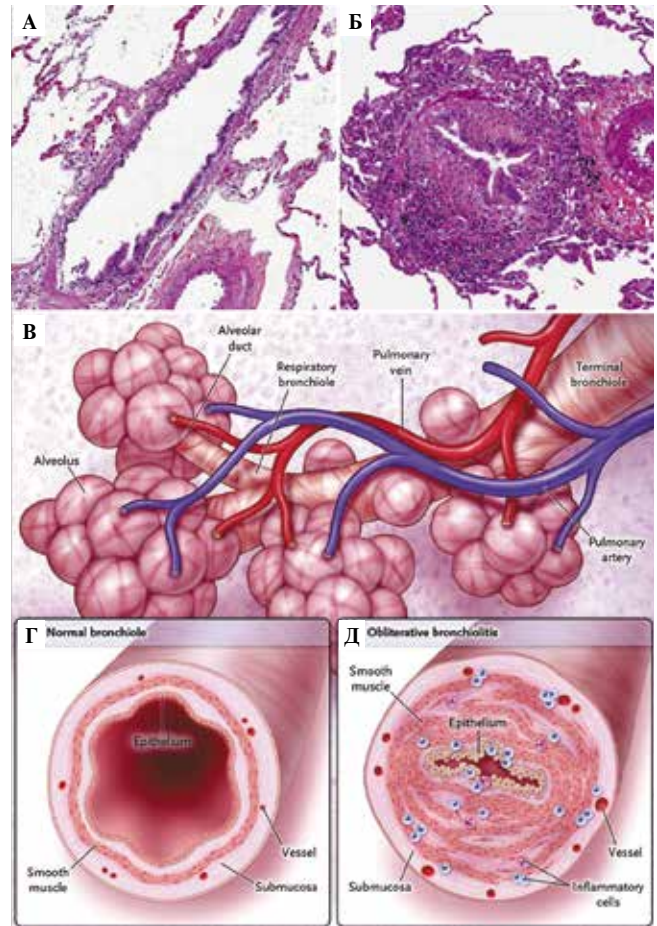 А
Б
В
Alveolar
duct
Respiratory
bronchiole
Pulmonary
vein
Terminal
bronchiole
Alveolus
Pulmonary
artery
Г
Normal bronchiole
Epithelium
Smooth
muscle
Vessel
Submucosa
Д
Obliterative bronchiolitis
Smooth
muscle
Epithelium
Vessel
Submucosa
Inflammatory
cells